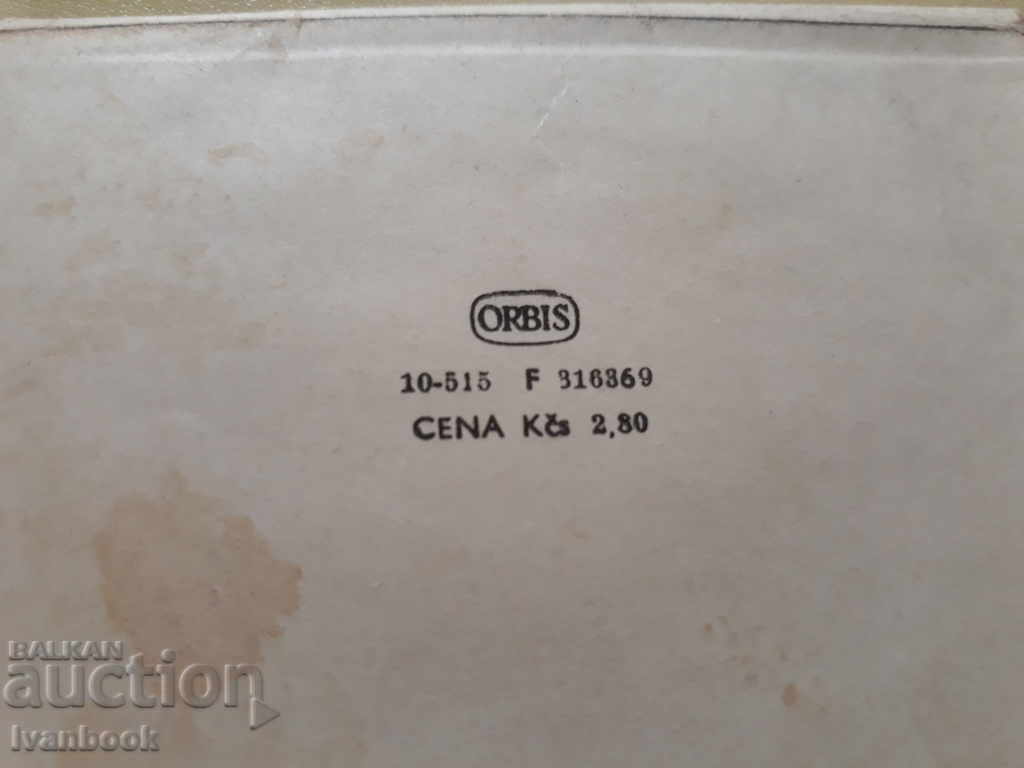 ORBIS
10-515 F 316369
CENA Kčs 2,80
BALKAN
auction
Ivanbook